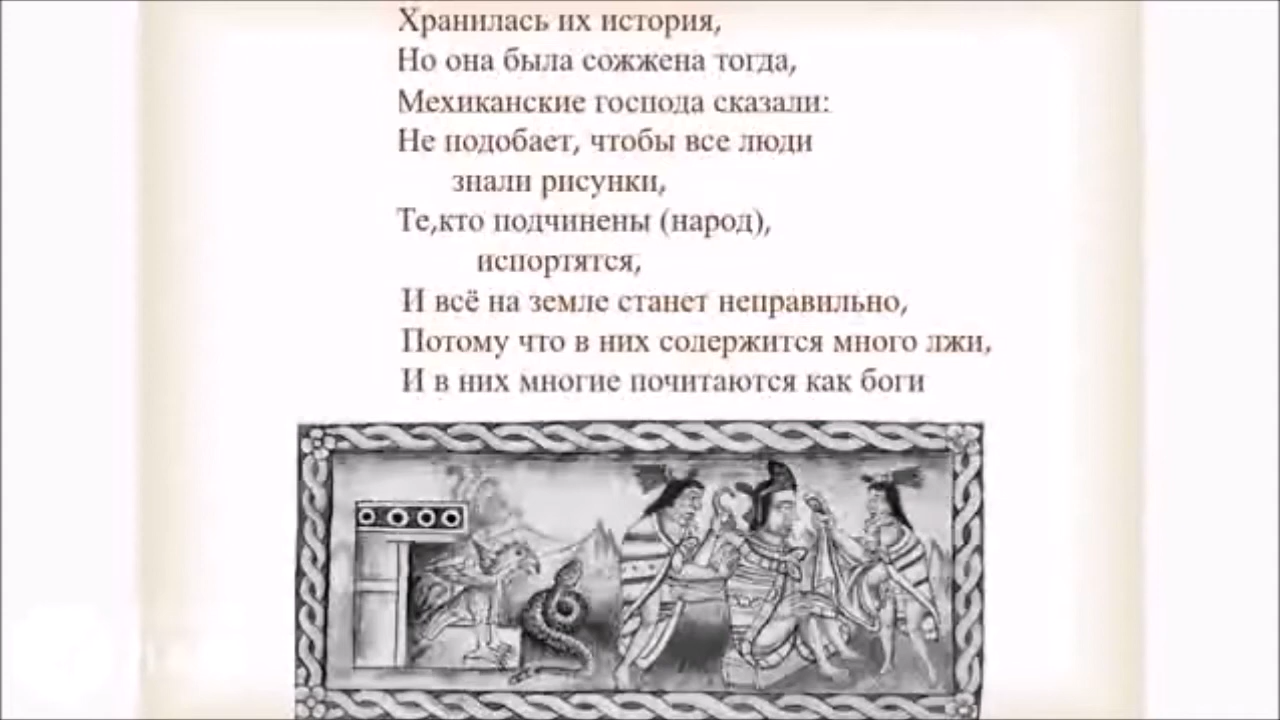 Хранилась их история,
Но она была сожжена тогда,
Мехиканские господа сказали:
Не подобает, чтобы все люди
знали рисунки,
Те,кто подчинены (народ),
испортятся,
И всё на земле станет неправильно,
Потому что в них содержится много лжи,
И в них многие почитаются как боги